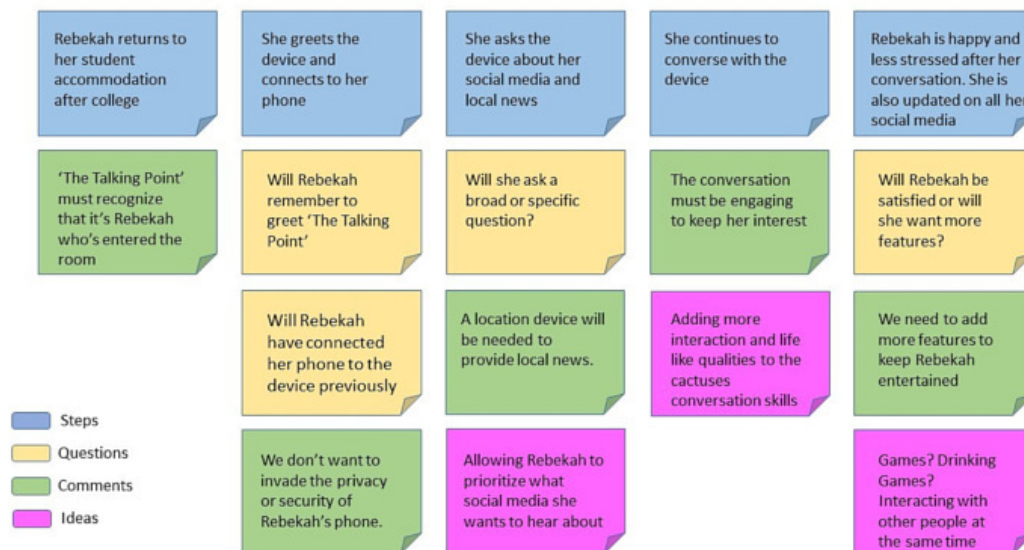 Rebekah returns to
her student
accommodation
after college
She greets the
device and
connects to her
phone
She asks the
device about her
social media and
local news
She continues to
converse with the
device
Rebekah is happy and
less stressed after her
conversation. She is
also updated on all her
social media
'The Talking Point'
must recognize
that it's Rebekah
who's entered the
room
Will Rebekah
remember to
greet 'The Talking
Point'
Will she ask a
broad or specific
question?
The conversation
must be engaging
to keep her interest
Will Rebekah be
satisfied or will
she want more
features?
Will Rebekah
have connected
her phone to the
device previously
A location device will
be needed to
provide local news.
Adding more
interaction and life
like qualities to the
cactuses
conversation skills
We need to add
more features to
keep Rebekah
entertained
Steps
Questions
Comments
Ideas
We don't want to
invade the privacy
or security of
Rebekah's phone.
Allowing Rebekah to
prioritize what
social media she
wants to hear about
Games? Drinking
Games?
Interacting with
other people at
the same time